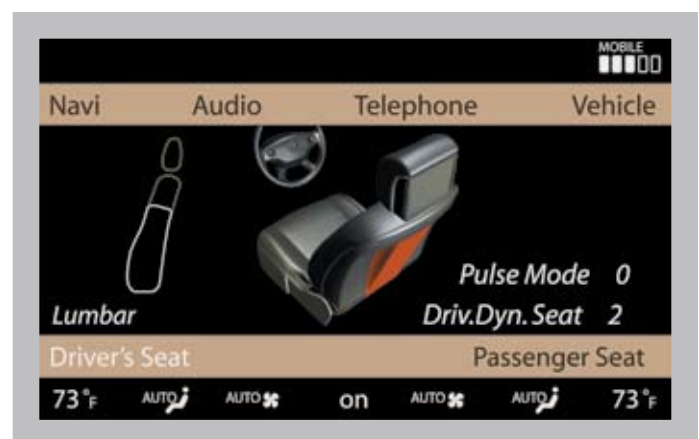 MOBILE
Navi Audio Telephone Vehicle
Pulse Mode 0
Lumbar Driv.Dyn. Seat 2
Driver's Seat Passenger Seat
73°F AUTO AUTO on AUTO AUTO 73°F